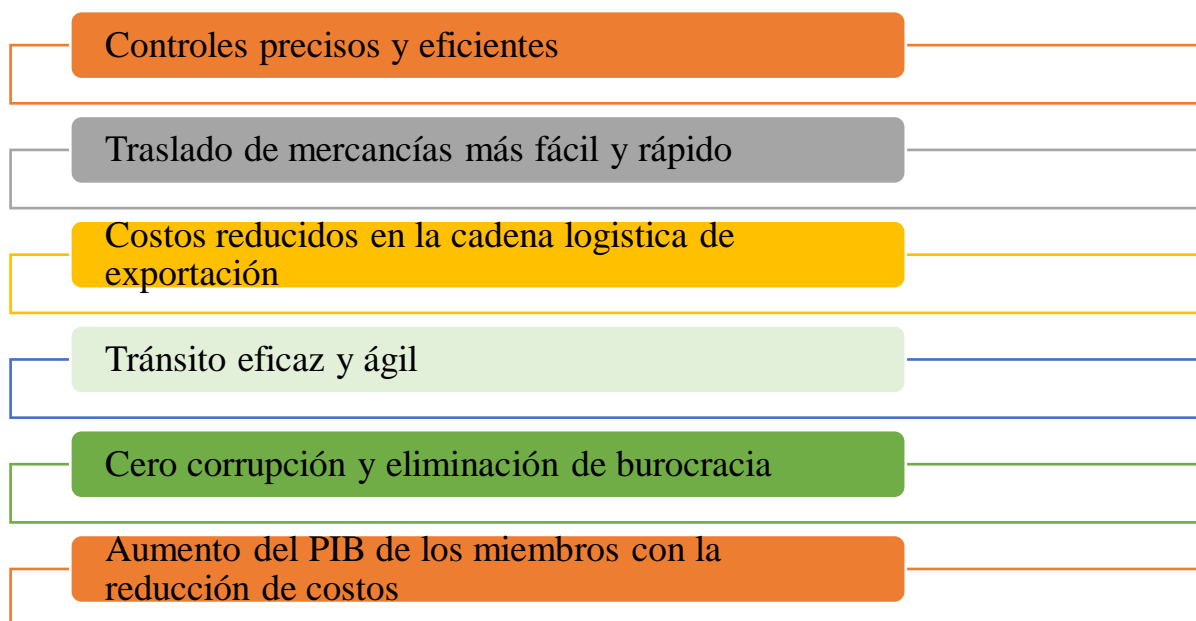 Controles precisos y eficientes
Traslado de mercancías más fácil y rápido
Costos reducidos en la cadena logistica de
exportación
Tránsito eficaz y ágil
Cero corrupción y eliminación de burocracia
Aumento del PIB de los miembros con la
reducción de costos